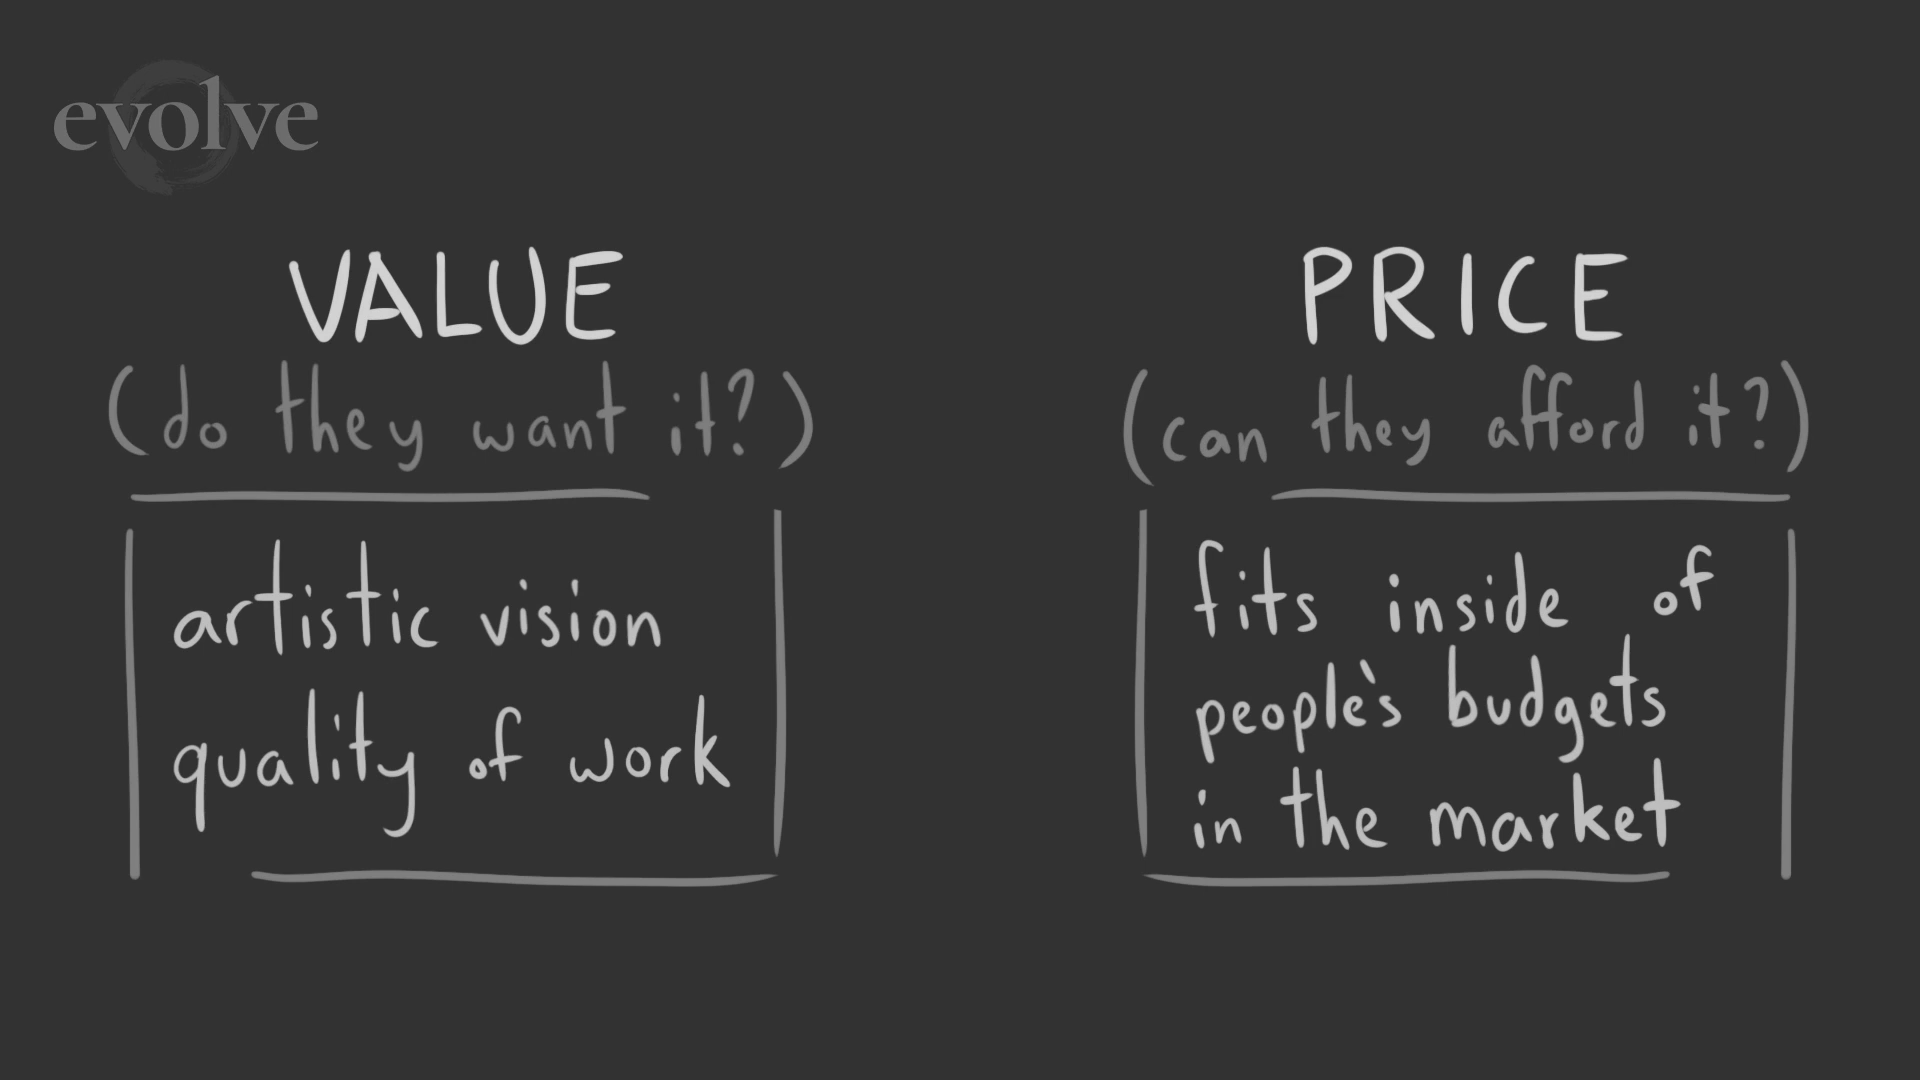 evolve
VALUE
(do they want it?)
artistic vision
quality of work
PRICE
(can they afford it?)
fits inside of
people's budgets
in the market